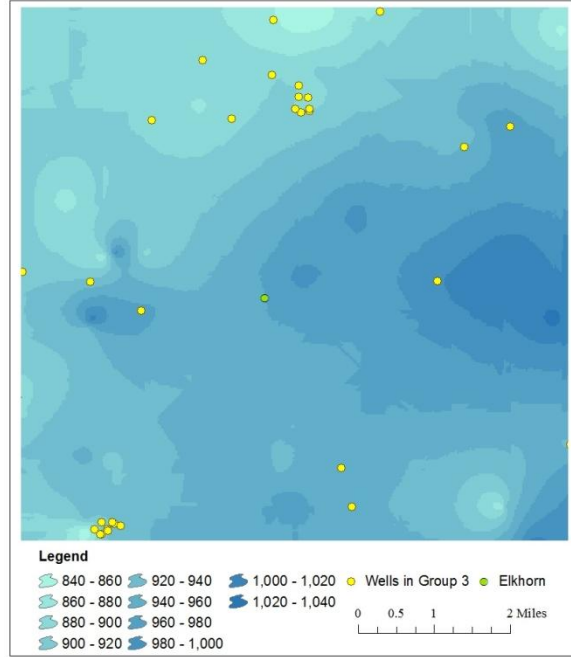 Legend
840 - 860 920 - 940 1,000 - 1,020 Wells in Group 3 Elkhorn
860 - 880 940 - 960 1,020 - 1,040
880 - 900 960 - 980 0 0.5 1 2 Miles
900 - 920 980 - 1,000